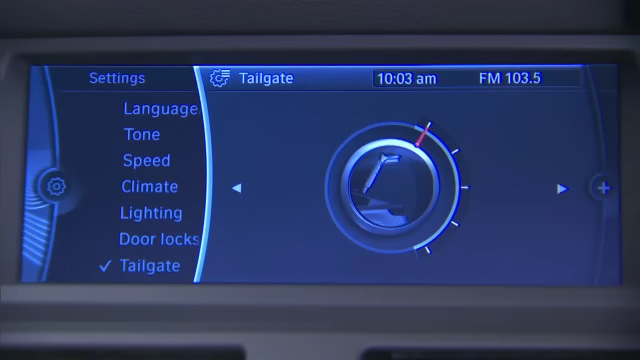 Settings
Tailgate
10:03 am
FM 103.5
Language
Tone
Speed
Climate
Lighting
Door locks
Tailgate